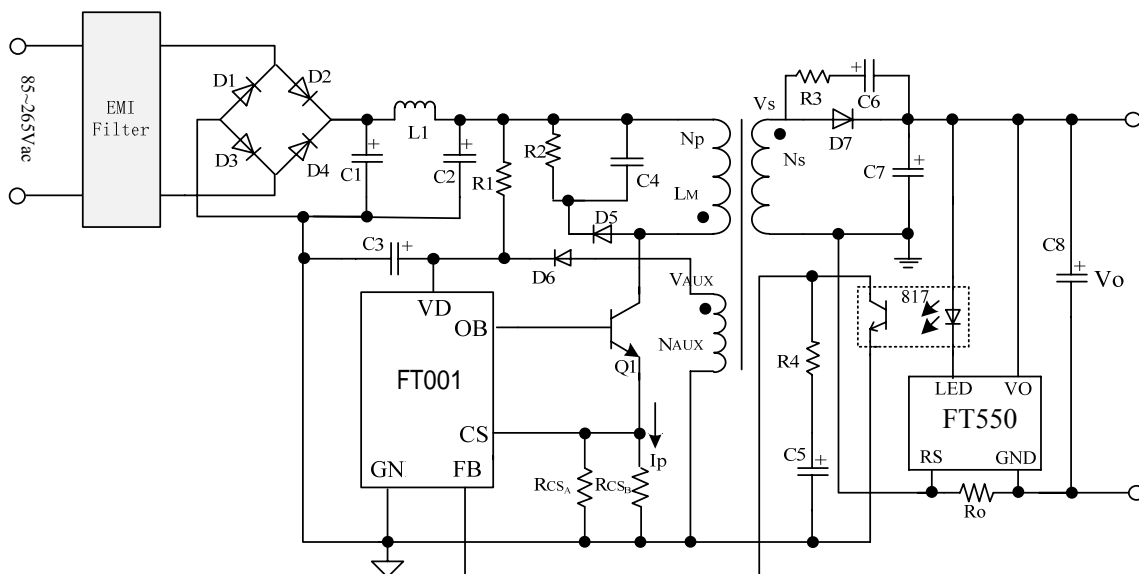 85~265Vac
EMI
Filter
D1
D2
D3
D4
C1
L1
C2
R1
R2
C4
D5
Np
LM
Vs
Ns
R3
C6
D7
C7
C8
Vo
C3
D6
VAUX
NAUX
VD
OB
FT001
CS
GN
FB
Q1
Ip
RCSA
RCSB
R4
C5
817
LED
VO
FT550
RS
GND
Ro